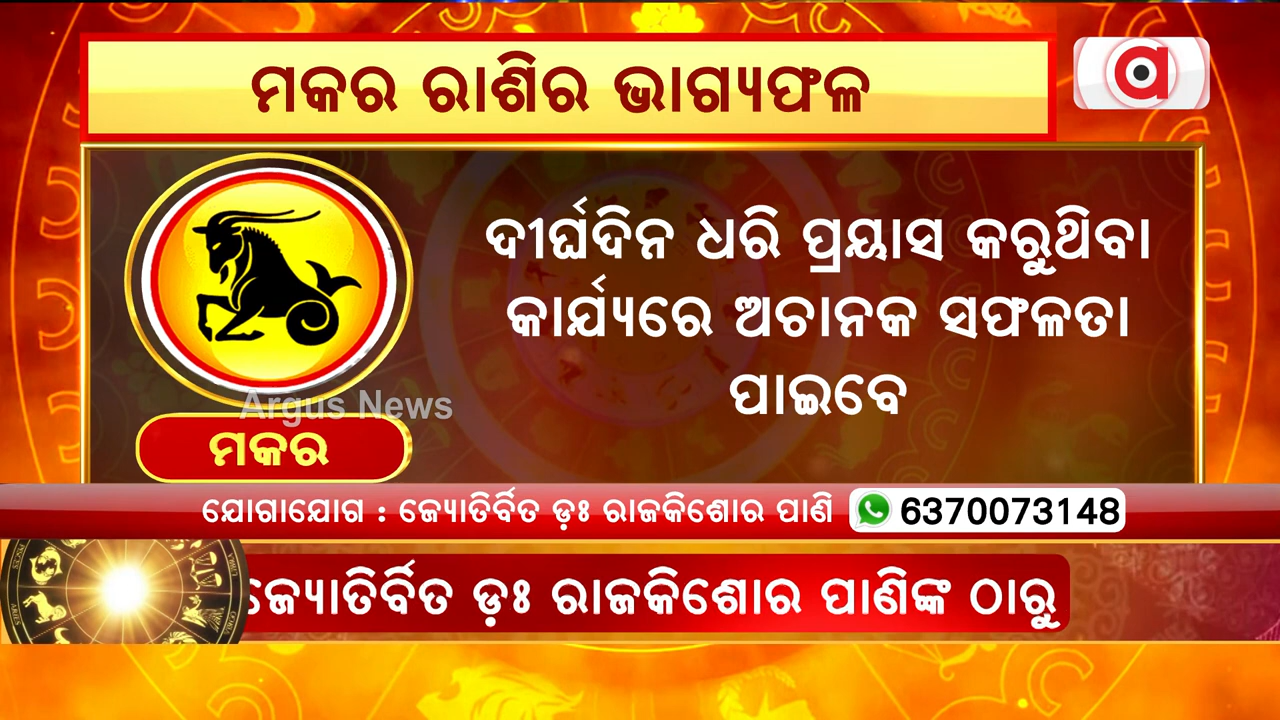 ମକର ରାଶିର ଭାଗ୍ୟଫଳ
a
ଦୀର୍ଘଦିନ ଧରି ପ୍ରୟାସ କରୁଥିବା
କାର୍ଯ୍ୟରେ ଅଚାନକ ସଫଳତା
ପାଇବେ
Argus News
ମକର
ଯୋଗାଯୋଗ : ଜ୍ୟୋତିର୍ବିତ ଡ଼ଃ ରାଜକିଶୋର ପାଣି 6370073148
ଜ୍ୟୋତିର୍ବିତ ଡ଼ଃ ରାଜକିଶୋର ପାଣିଙ୍କ ଠାରୁ